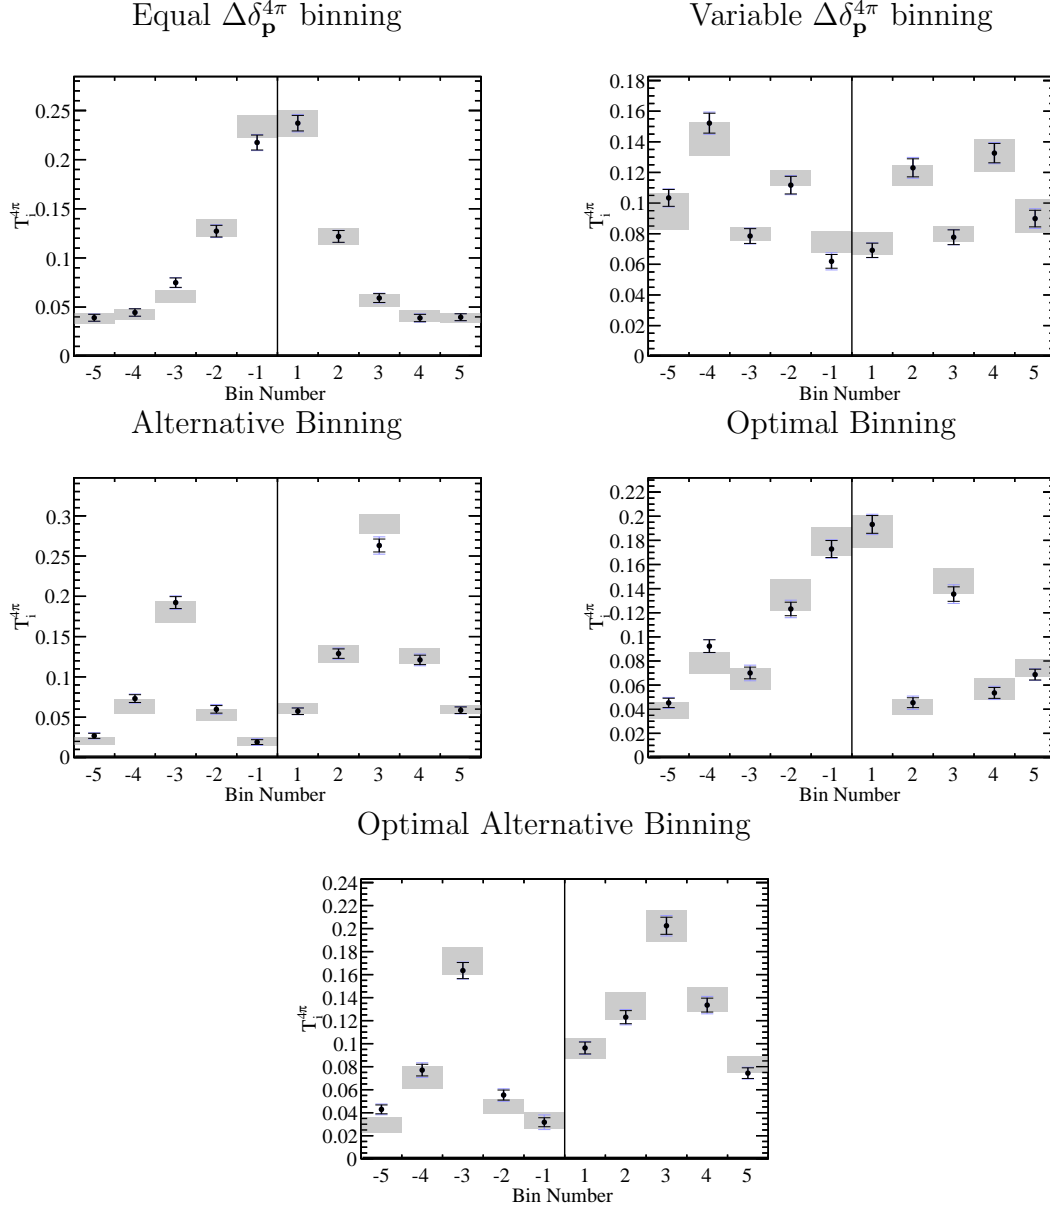 Equal Δδ_p^{4π} binning
Variable Δδ_p^{4π} binning
0.25
0.2
0.15
0.1
0.05
0
T_i^{4π}
-5 -4 -3 -2 -1 1 2 3 4 5
Bin Number
0.18
0.16
0.14
0.12
0.1
0.08
0.06
0.04
0.02
0
T_i^{4π}
-5 -4 -3 -2 -1 1 2 3 4 5
Bin Number
Alternative Binning
Optimal Binning
0.3
0.25
0.2
0.15
0.1
0.05
0
T_i^{4π}
-5 -4 -3 -2 -1 1 2 3 4 5
Bin Number
0.22
0.2
0.18
0.16
0.14
0.12
0.1
0.08
0.06
0.04
0.02
0
T_i^{4π}
-5 -4 -3 -2 -1 1 2 3 4 5
Bin Number
Optimal Alternative Binning
0.24
0.22
0.2
0.18
0.16
0.14
0.12
0.1
0.08
0.06
0.04
0.02
0
T_i^{4π}
-5 -4 -3 -2 -1 1 2 3 4 5
Bin Number